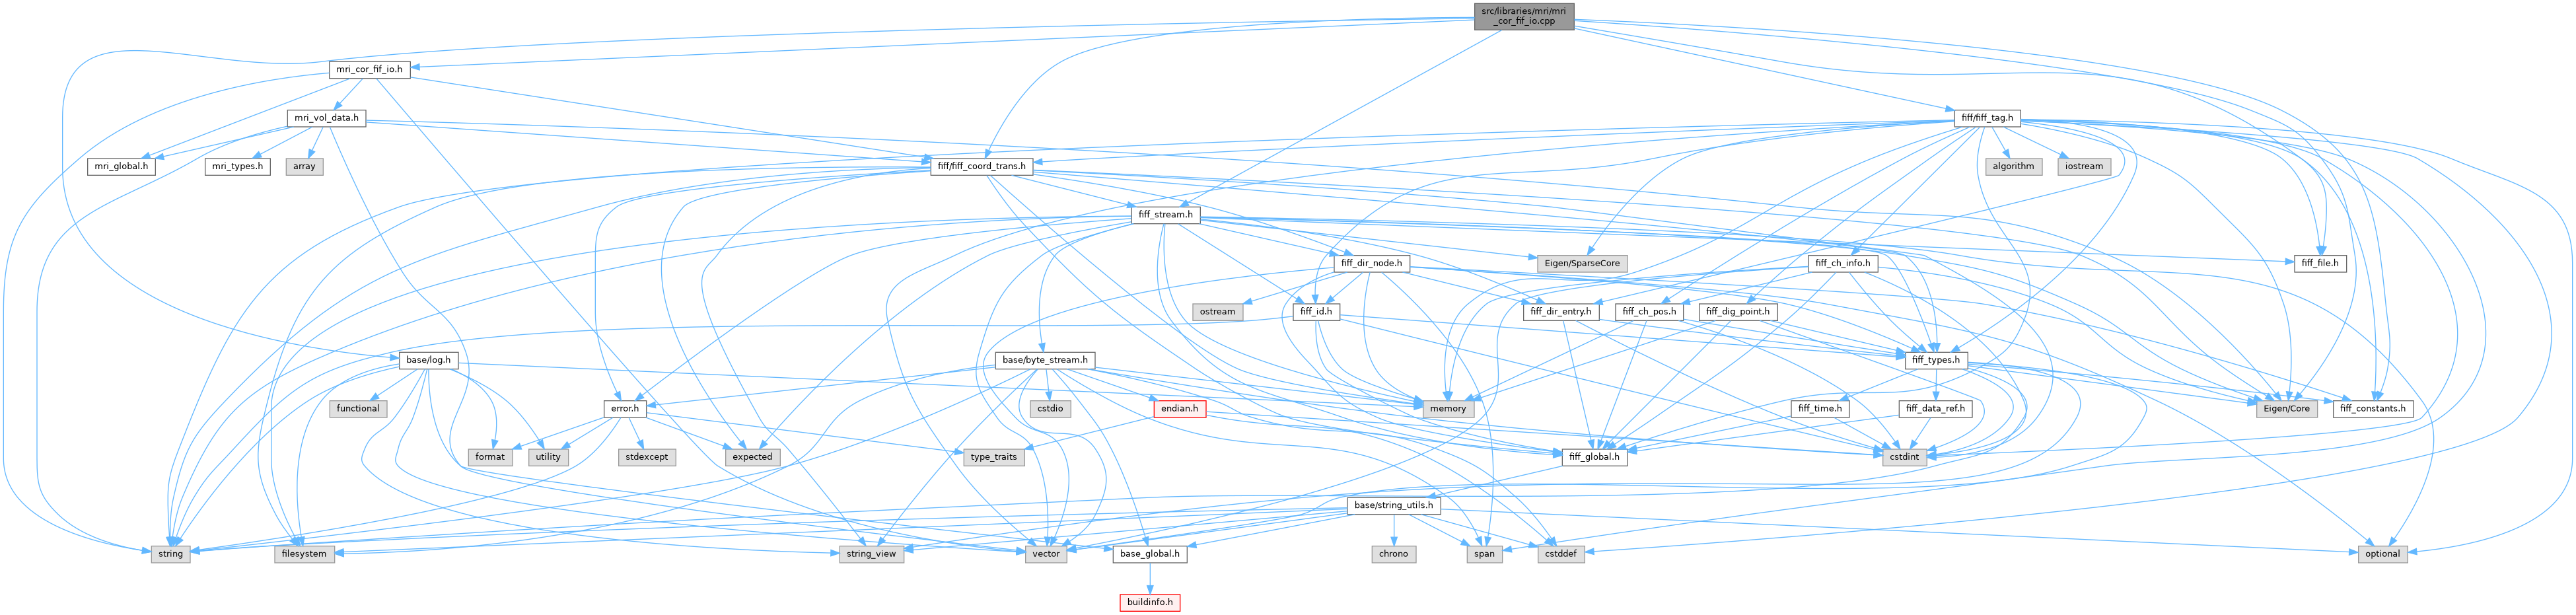 src/libraries/mri/mri
_cor_fif_io.cpp
mri_cor_fif_io.h
mri_vol_data.h
fiff/fiff_tag.h
mri_global.h
mri_types.h
array
fiff/fiff_coord_trans.h
algorithm
iostream
fiff_stream.h
Eigen/SparseCore
fiff_dir_node.h
fiff_ch_info.h
fiff_file.h
ostream
fiff_id.h
fiff_dir_entry.h
fiff_ch_pos.h
fiff_dig_point.h
base/log.h
base/byte_stream.h
fiff_types.h
functional
error.h
cstdio
endian.h
memory
fiff_time.h
fiff_data_ref.h
Eigen/Core
fiff_constants.h
format
utility
stdexcept
expected
type_traits
fiff_global.h
cstdint
base/string_utils.h
string
filesystem
string_view
vector
base_global.h
chrono
span
cstddef
optional
buildinfo.h